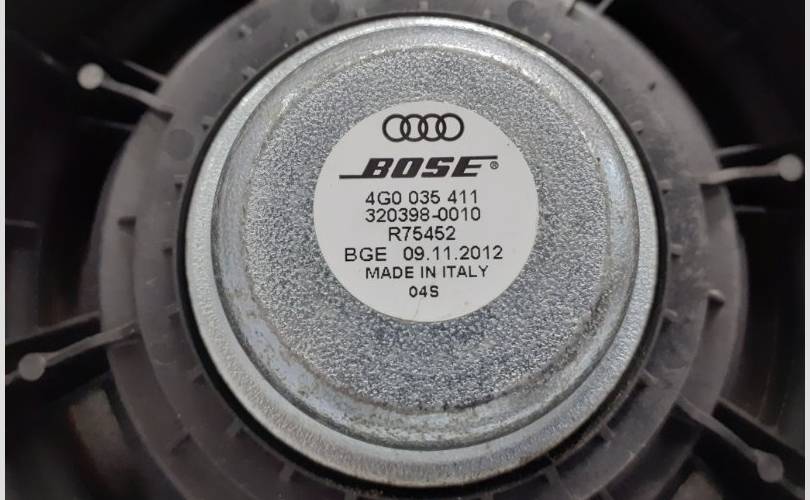 BOSE®
4G0 035 411
320398-0010
R75452
BGE 09.11.2012
MADE IN ITALY
04S